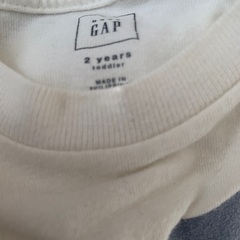 GAP
2 years
toddler
MADE IN